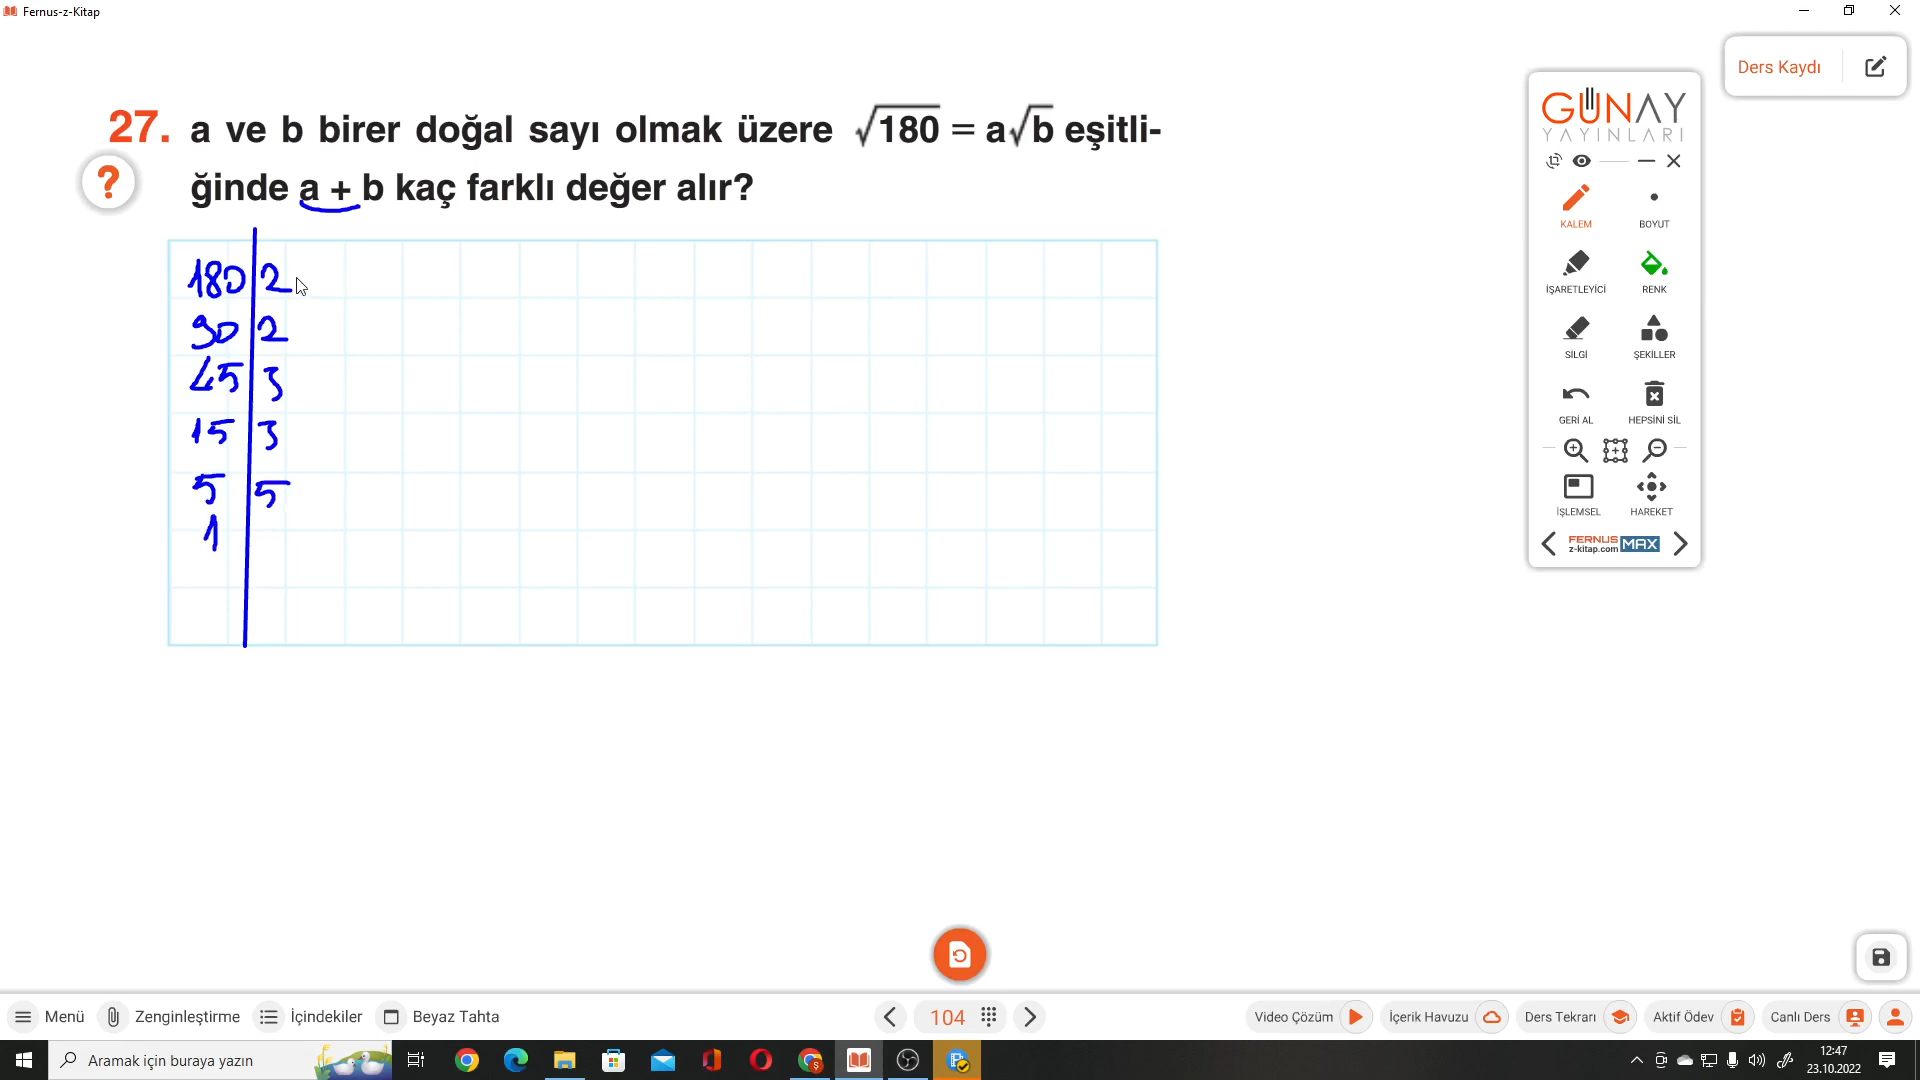 Fernus-z-Kitap
Ders Kaydı
27. a ve b birer doğal sayı olmak üzere √180 = a√b eşitli-
ğinde a + b kaç farklı değer alır?
?
180 2
90 2
45 3
15 3
5 5
1
GÜNAY
YAYINLARI
KALEM
BOYUT
İŞARETLEYİCİ
RENK
SİLGİ
ŞEKİLLER
GERİ AL
HEPSİNİ SİL
İŞLEMSEL
HAREKET
FERNUS
z-kitap.com MAX
Menü
Zenginleştirme
İçindekiler
Beyaz Tahta
104
Video Çözüm
İçerik Havuzu
Ders Tekrarı
Aktif Ödev
Canlı Ders
Aramak için buraya yazın
12:47
23.10.2022